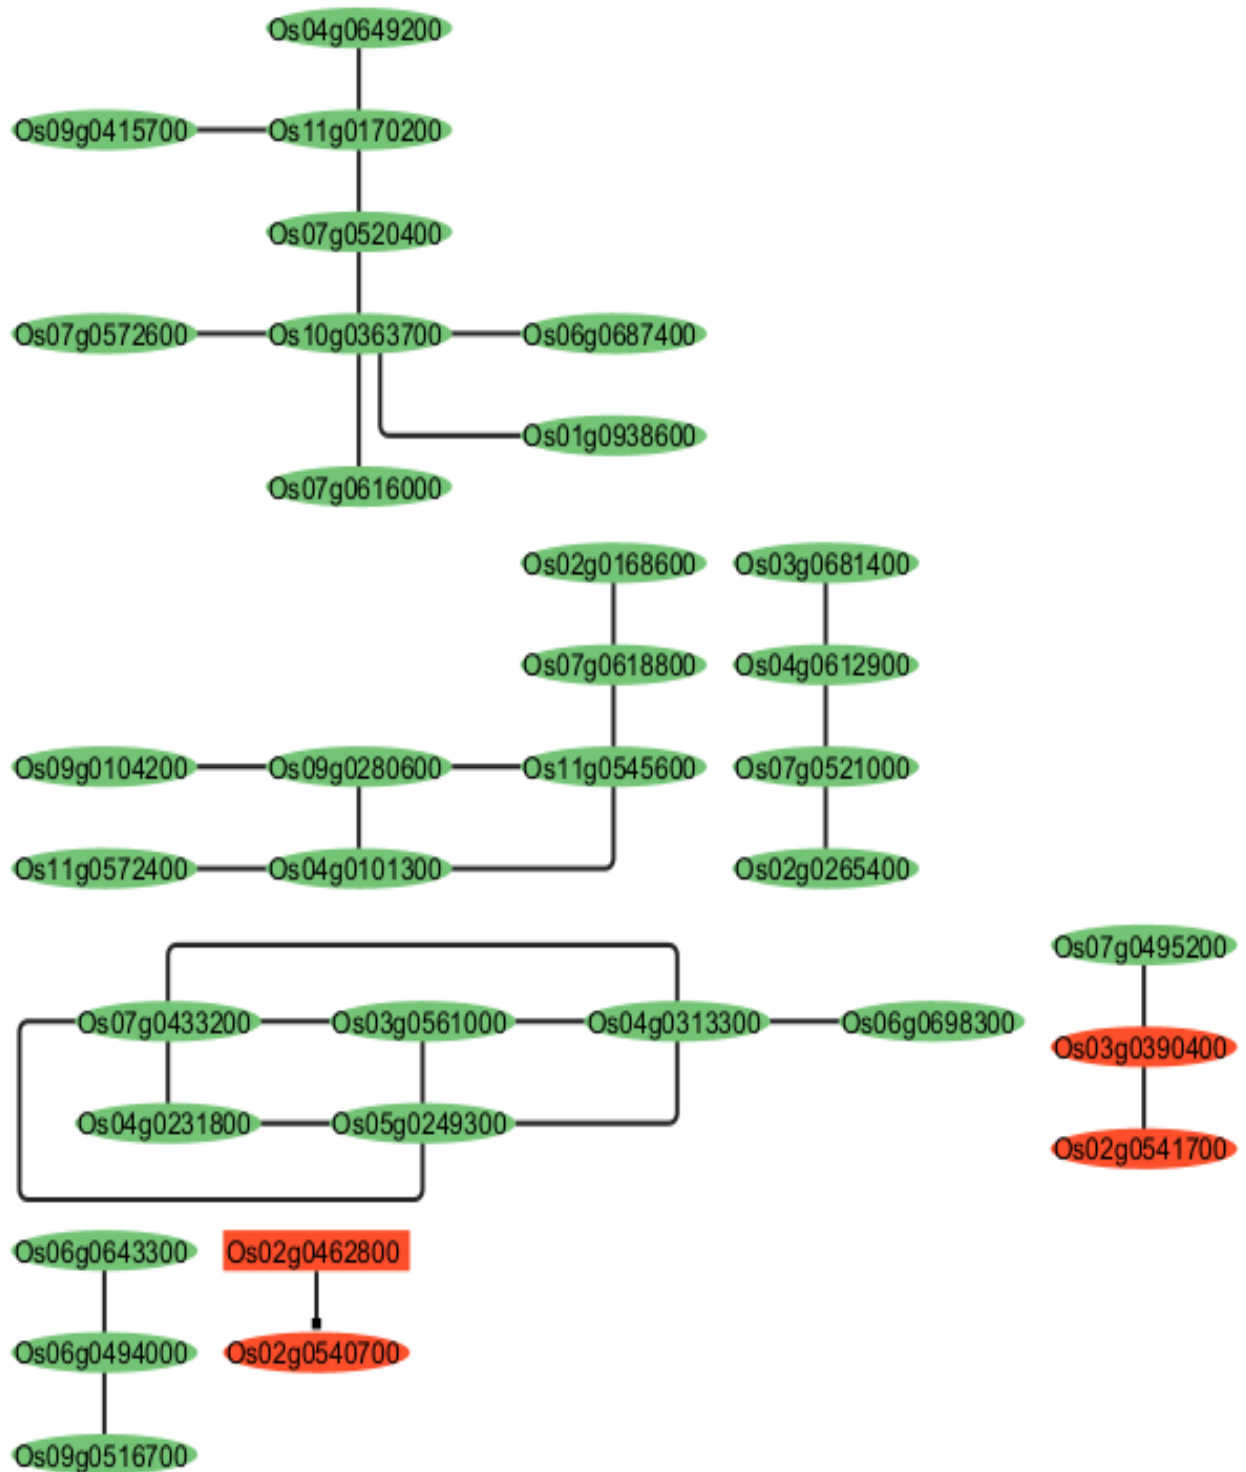 Os04g0649200
Os09g0415700 Os11g0170200
Os07g0520400
Os07g0572600 Os10g0363700 Os06g0687400
Os01g0938600
Os07g0616000
Os02g0168600 Os03g0681400
Os07g0618800 Os04g0612900
Os09g0104200 Os09g0280600 Os11g0545600 Os07g0521000
Os11g0572400 Os04g0101300 Os02g0265400
Os07g0495200
Os07g0433200 Os03g0561000 Os04g0313300 Os06g0698300
Os03g0390400
Os04g0231800 Os05g0249300
Os02g0541700
Os06g0643300 Os02g0462800
Os06g0494000 Os02g0540700
Os09g0516700